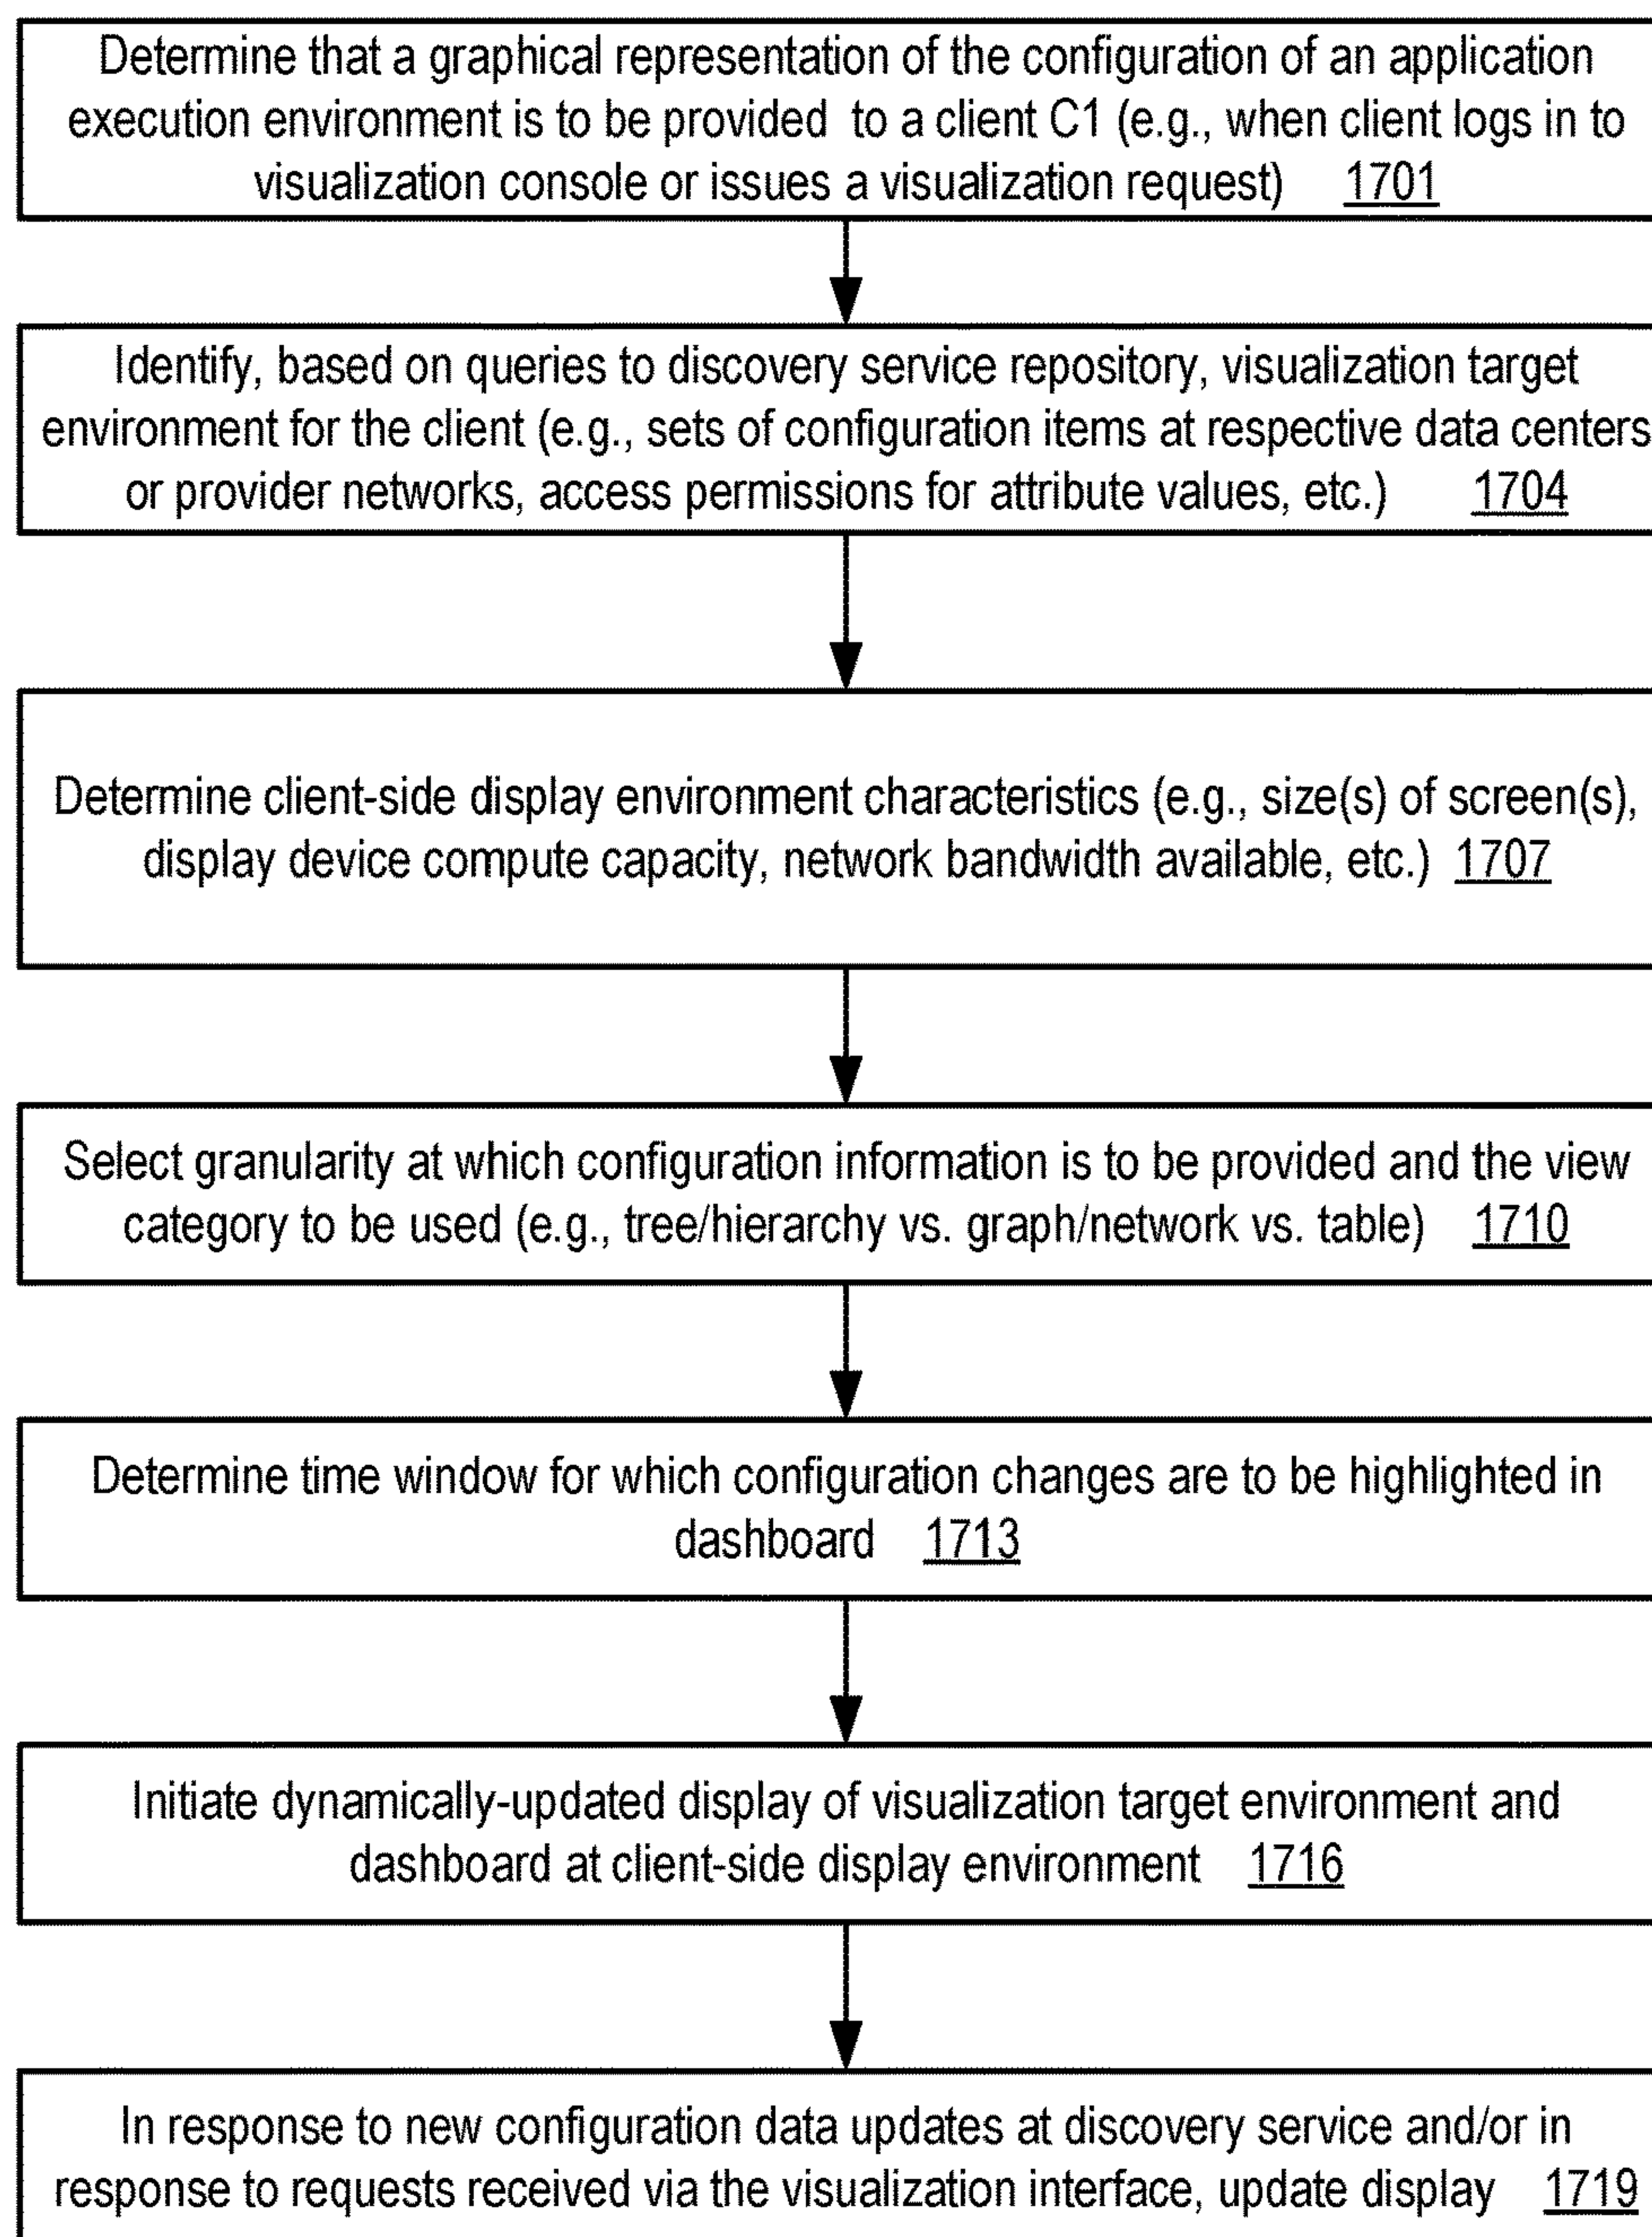 Determine that a graphical representation of the configuration of an application
execution environment is to be provided to a client C1 (e.g., when client logs in to
visualization console or issues a visualization request) 1701
Identify, based on queries to discovery service repository, visualization target
environment for the client (e.g., sets of configuration items at respective data centers
or provider networks, access permissions for attribute values, etc.) 1704
Determine client-side display environment characteristics (e.g., size(s) of screen(s),
display device compute capacity, network bandwidth available, etc.) 1707
Select granularity at which configuration information is to be provided and the view
category to be used (e.g., tree/hierarchy vs. graph/network vs. table) 1710
Determine time window for which configuration changes are to be highlighted in
dashboard 1713
Initiate dynamically-updated display of visualization target environment and
dashboard at client-side display environment 1716
In response to new configuration data updates at discovery service and/or in
response to requests received via the visualization interface, update display 1719